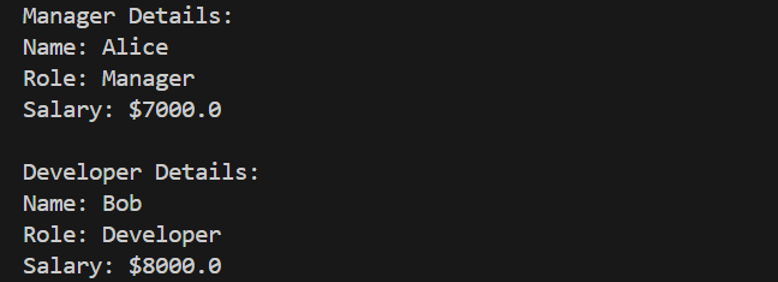 Manager Details:
Name: Alice
Role: Manager
Salary: $7000.0
Developer Details:
Name: Bob
Role: Developer
Salary: $8000.0